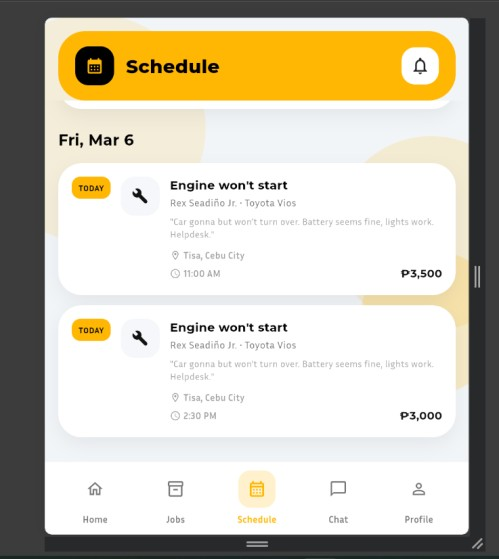 Schedule
Fri, Mar 6
TODAY
Engine won't start
Rex Seadiño Jr. · Toyota Vios
"Car gonna but won't turn over. Battery seems fine, lights work.
Helpdesk."
Tisa, Cebu City
11:00 AM
₱3,500
TODAY
Engine won't start
Rex Seadiño Jr. · Toyota Vios
"Car gonna but won't turn over. Battery seems fine, lights work.
Helpdesk."
Tisa, Cebu City
2:30 PM
₱3,000
Home
Jobs
Schedule
Chat
Profile